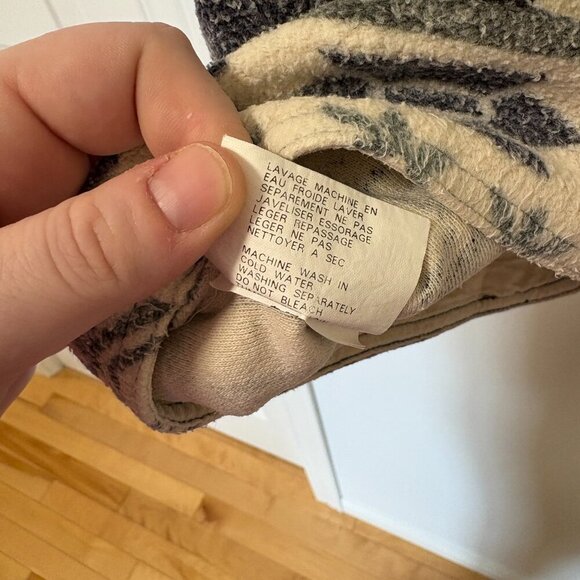 LAVAGE MACHINE EN
EAU FROIDE LAVER
SEPAREMENT NE PAS
JAVELISER ESSORAGE
LEGER REPASSAGE
LEGER NE PAS
NETTOYER A SEC
MACHINE WASH IN
COLD WATER
WASHING SEPARATELY
DO NOT BLEACH